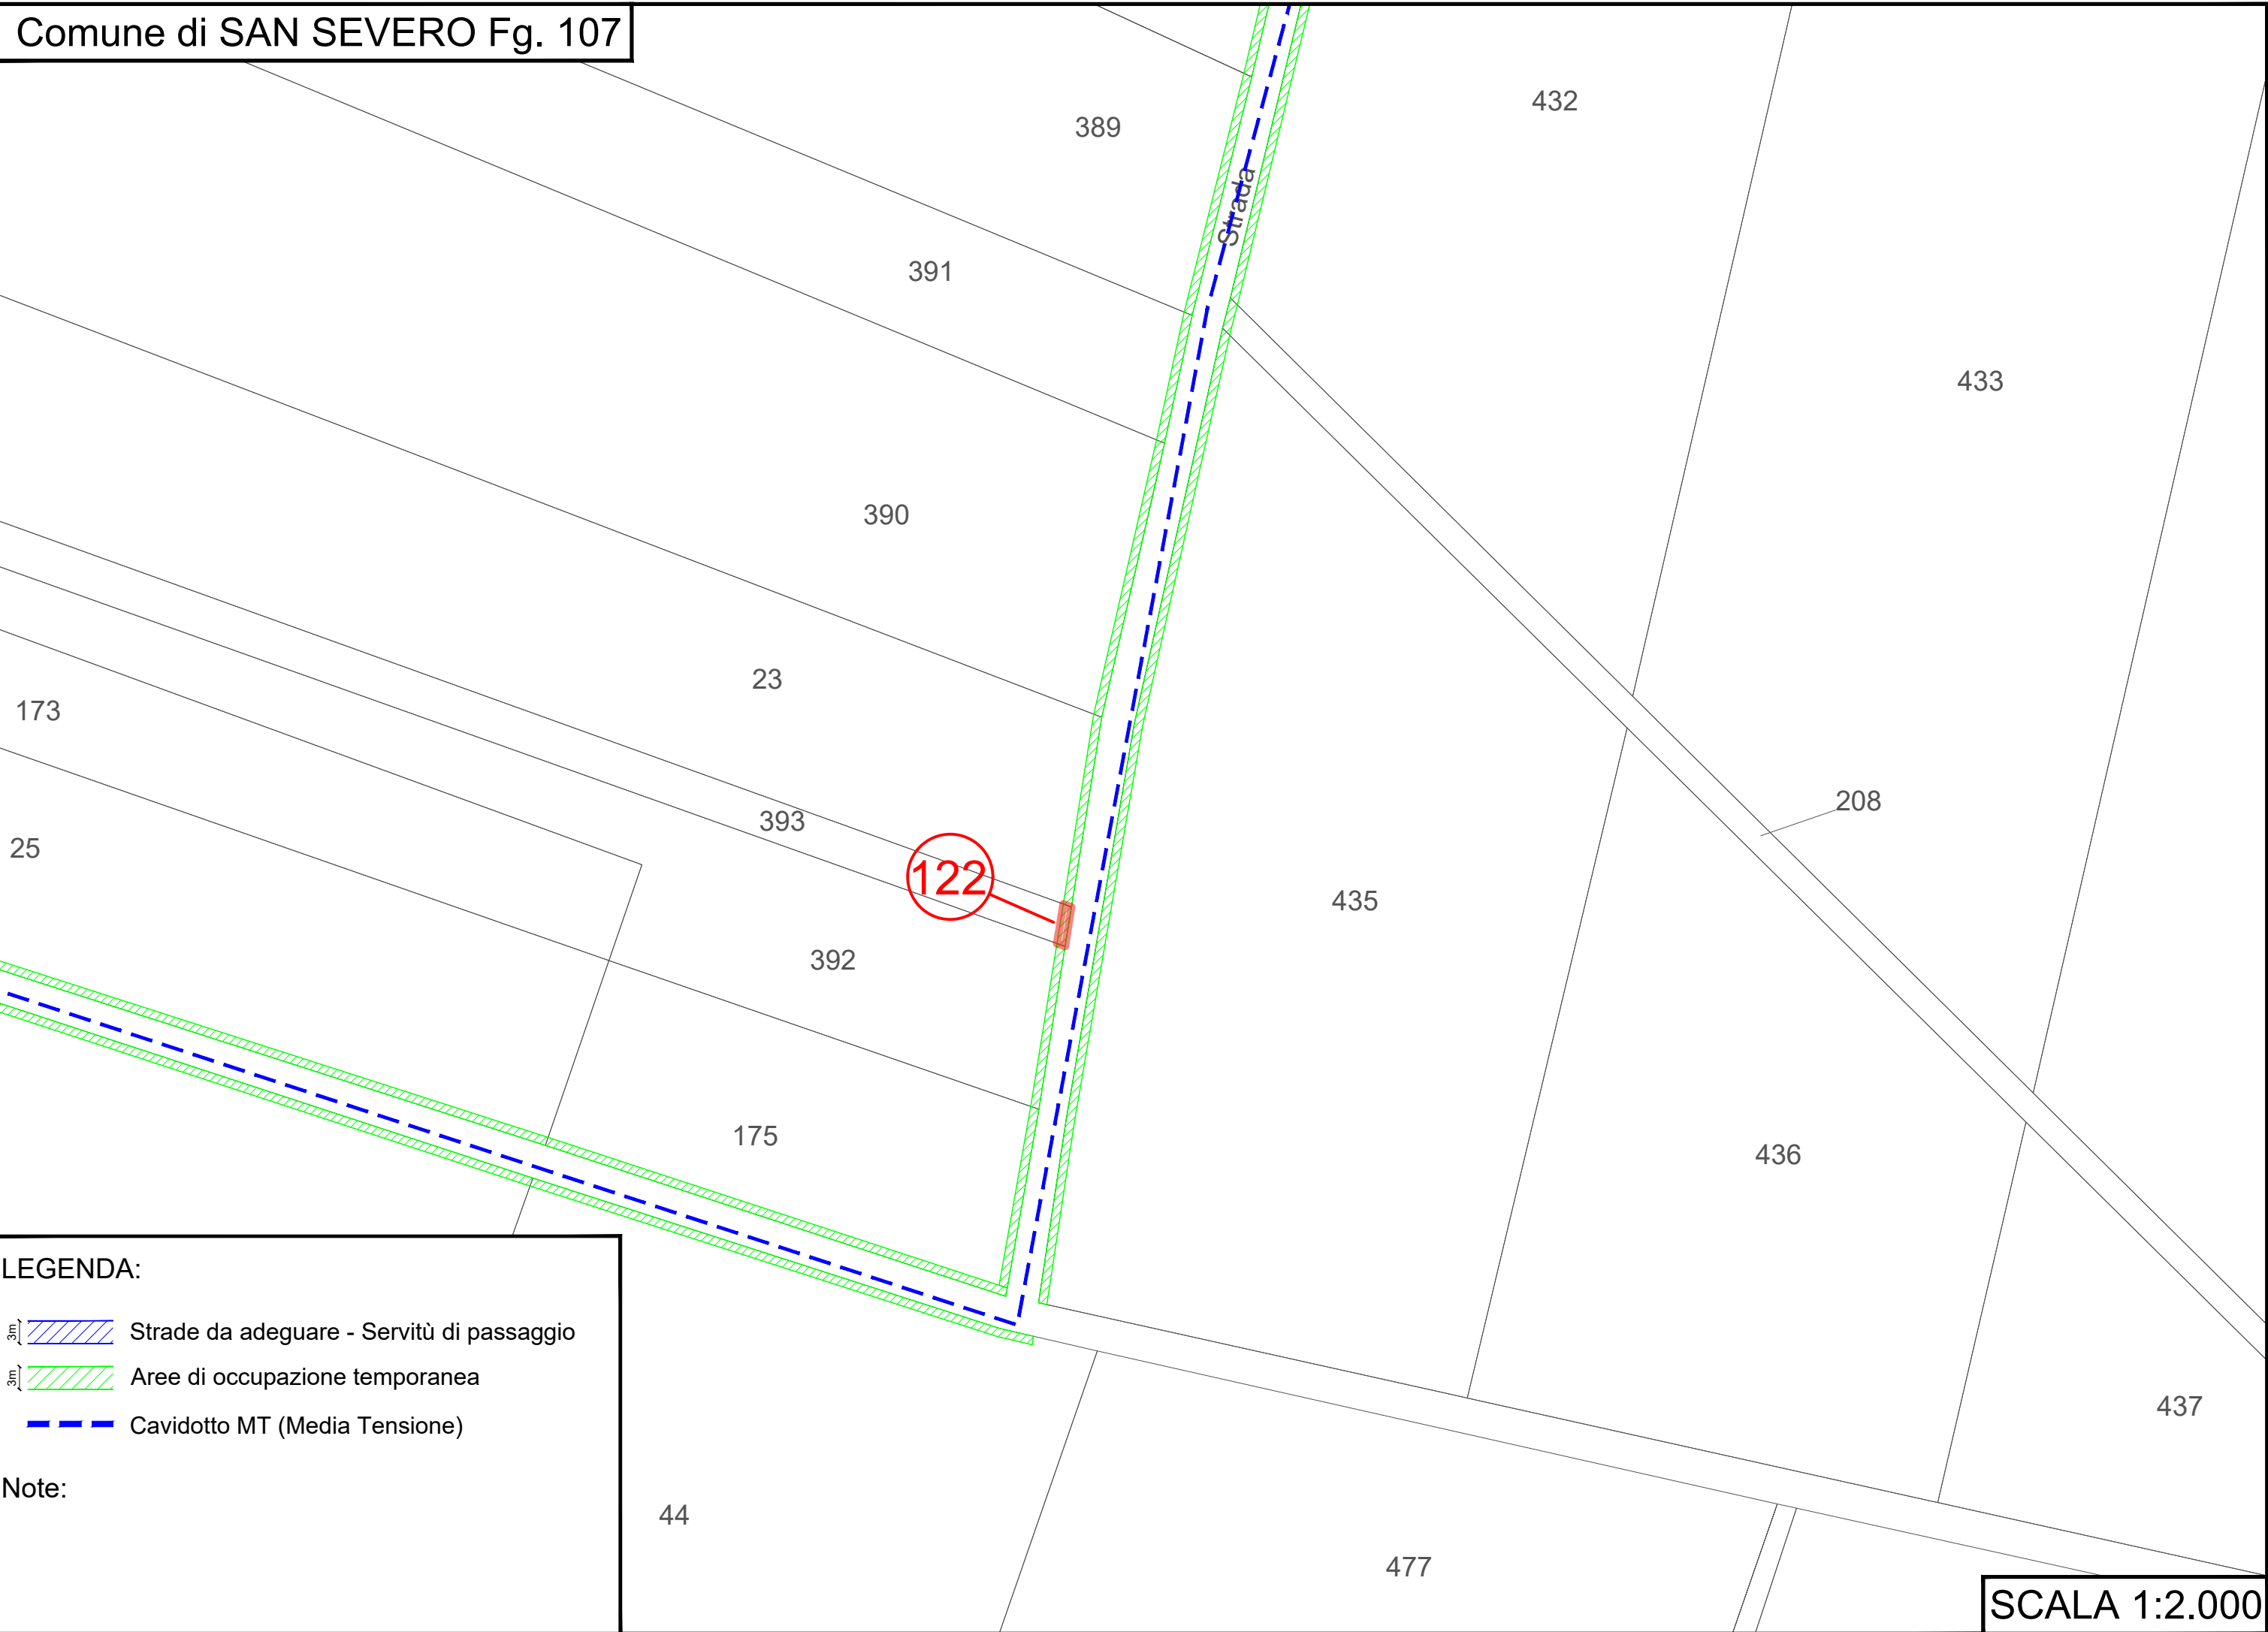 Comune di SAN SEVERO Fg. 107
432
389
Strada
391
433
390
23
173
208
393
25
122
435
392
175
436
LEGENDA:
3m Strade da adeguare - Servitù di passaggio
3m Aree di occupazione temporanea
Cavidotto MT (Media Tensione)
437
Note:
44
477
SCALA 1:2.000